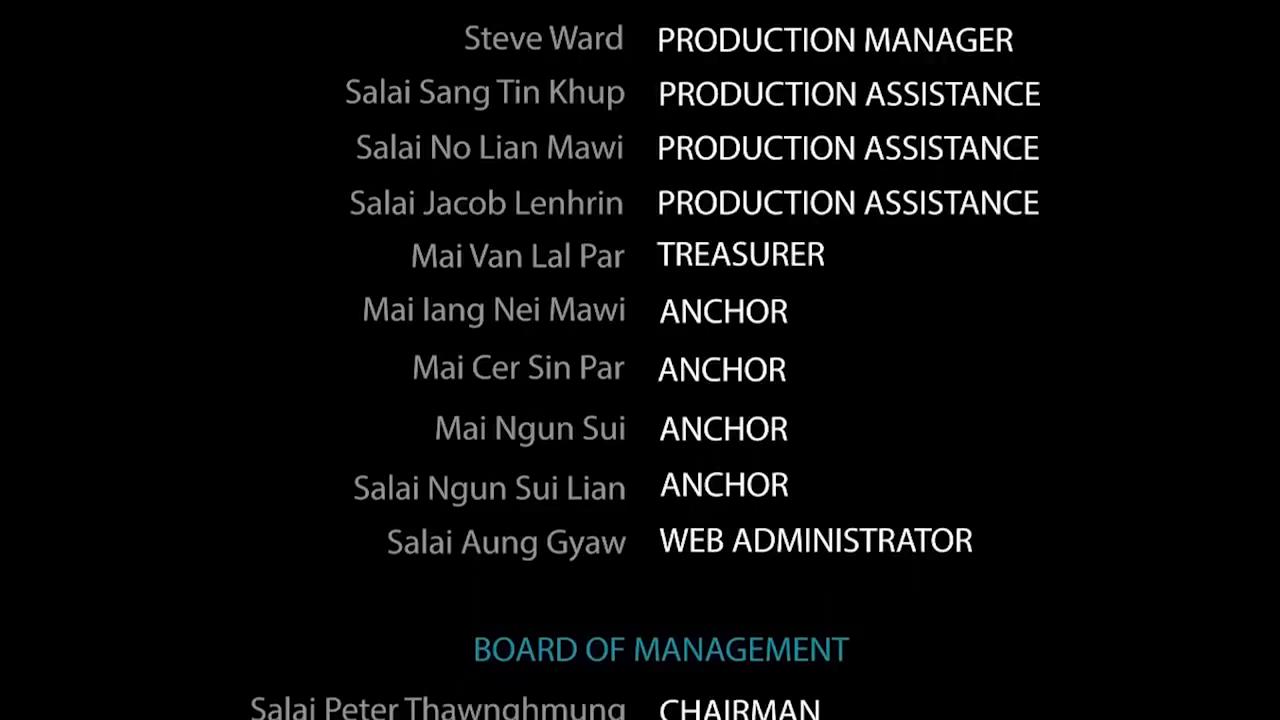 Steve Ward PRODUCTION MANAGER
Salai Sang Tin Khup PRODUCTION ASSISTANCE
Salai No Lian Mawi PRODUCTION ASSISTANCE
Salai Jacob Lenhrin PRODUCTION ASSISTANCE
Mai Van Lal Par TREASURER
Mai Iang Nei Mawi ANCHOR
Mai Cer Sin Par ANCHOR
Mai Ngun Sui ANCHOR
Salai Ngun Sui Lian ANCHOR
Salai Aung Gyaw WEB ADMINISTRATOR
BOARD OF MANAGEMENT
Salai Peter Thawnghmung CHAIRMAN